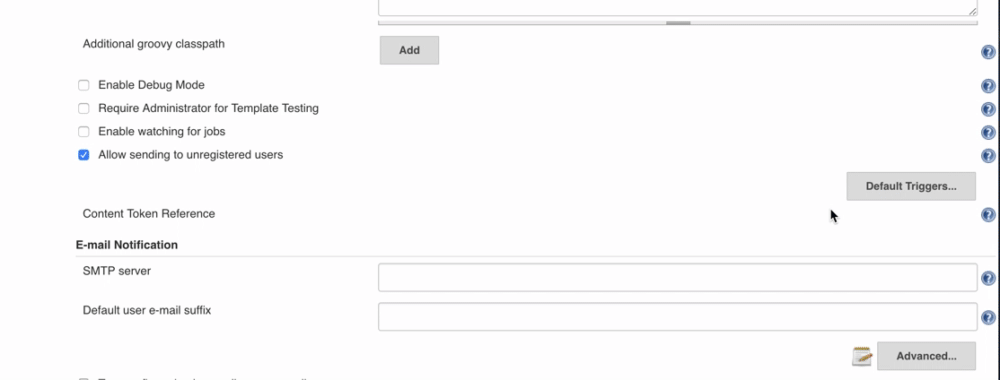 Additional groovy classpath
Add
?
Enable Debug Mode
?
Require Administrator for Template Testing
?
Enable watching for jobs
?
Allow sending to unregistered users
?
Default Triggers...
Content Token Reference
?
E-mail Notification
SMTP server
?
Default user e-mail suffix
?
Advanced...